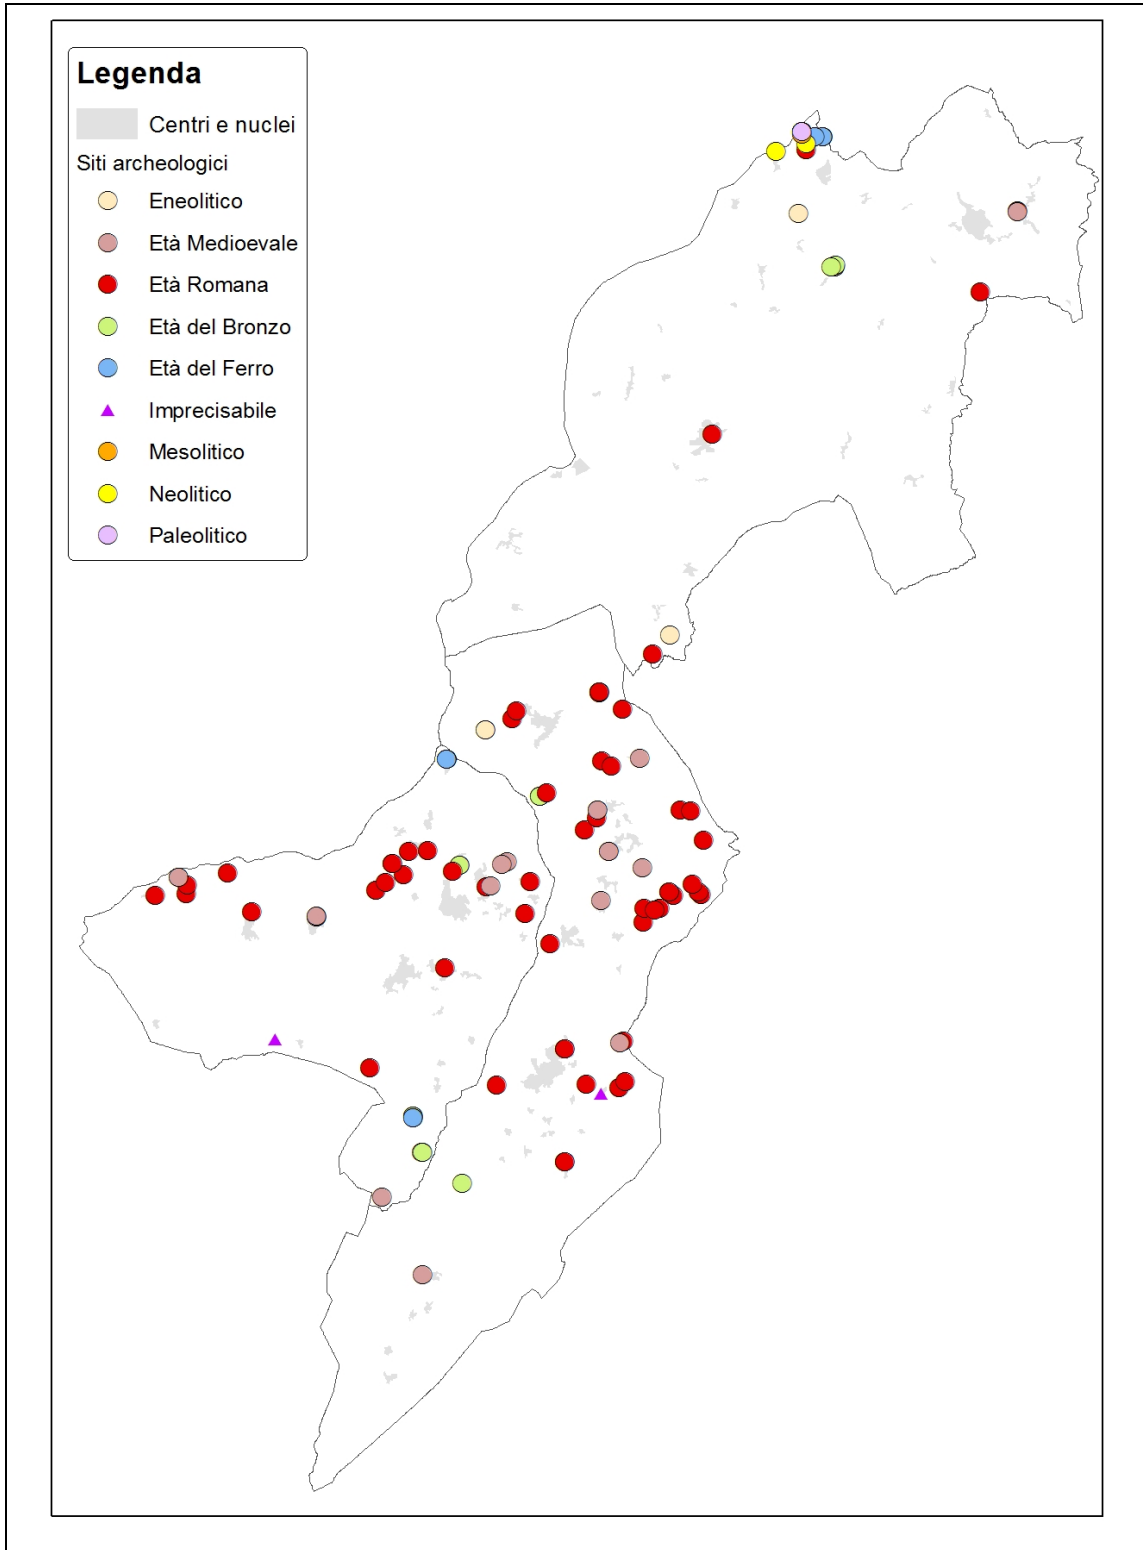 Legenda
Centri e nuclei
Siti archeologici
Eneolitico
Età Medioevale
Età Romana
Età del Bronzo
Età del Ferro
Imprecisabile
Mesolitico
Neolitico
Paleolitico